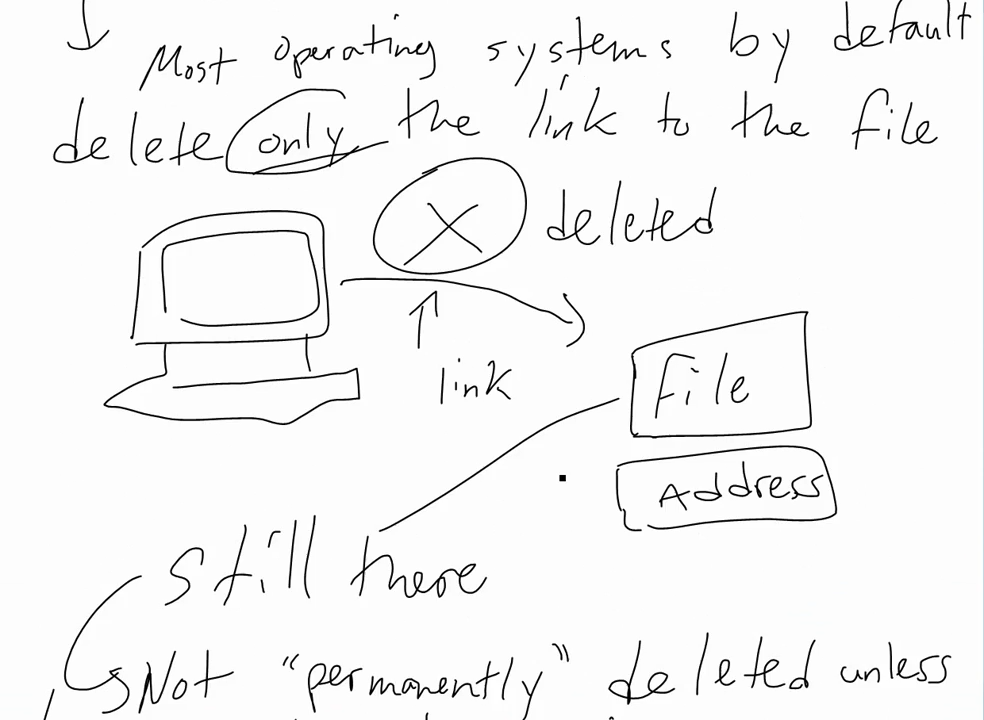 Most operating systems by default
delete only the link to the file
X deleted
link
File
Address
still there
Not "permanently" deleted unless